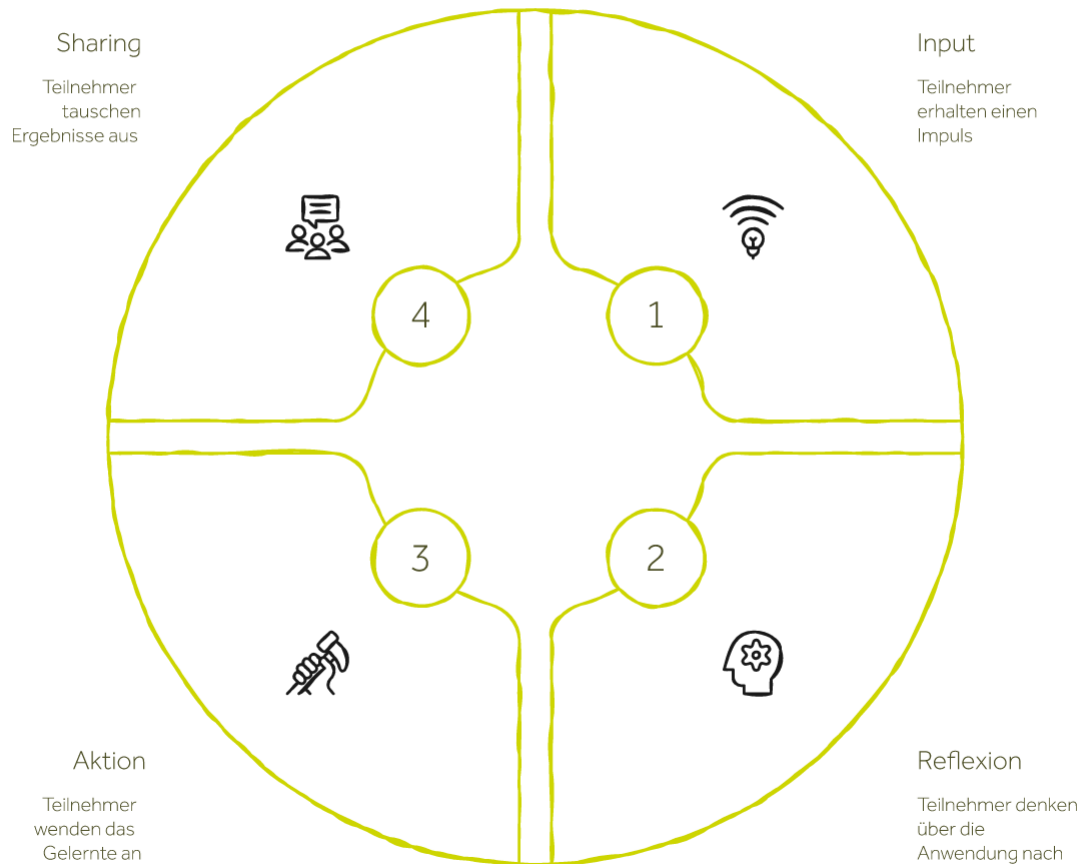 Sharing
Teilnehmer
tauschen
Ergebnisse aus
Input
Teilnehmer
erhalten einen
Impuls
4
1
3
2
Aktion
Teilnehmer
wenden das
Gelernte an
Reflexion
Teilnehmer denken
über die
Anwendung nach